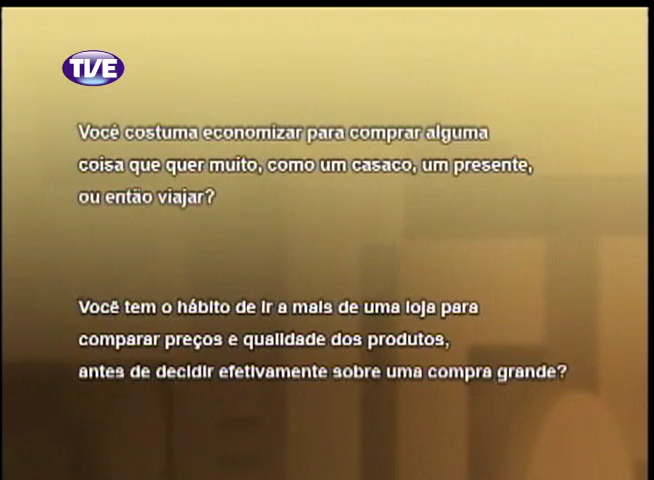 TVE
Você costuma economizar para comprar alguma
coisa que quer muito, como um casaco, um presente,
ou então viajar?
Você tem o hábito de ir a mais de uma loja para
comparar preços e qualidade dos produtos,
antes de decidir efetivamente sobre uma compra grande?